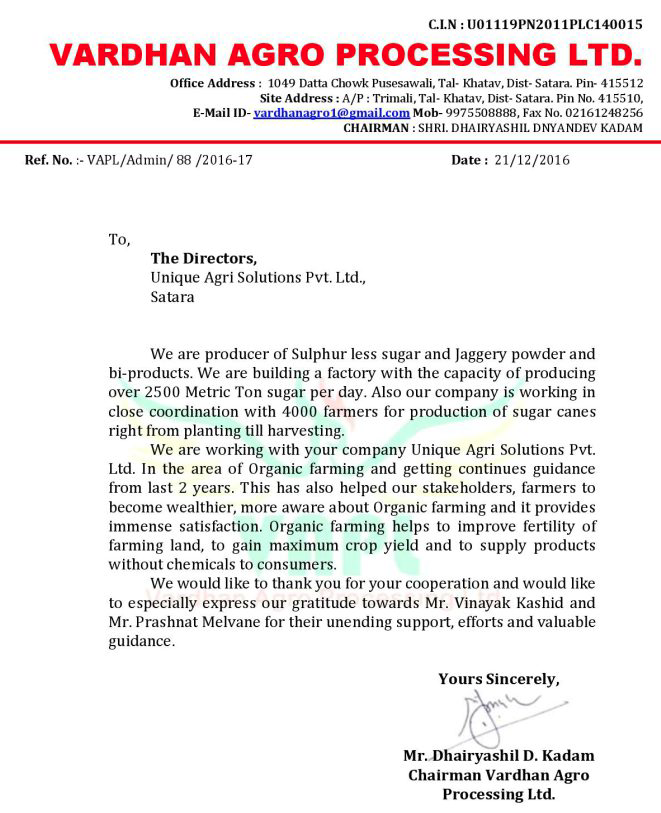 C.I.N : U01119PN2011PLC140015
VARDHAN AGRO PROCESSING LTD.
Office Address : 1049 Datta Chowk Pusesawali, Tal- Khatav, Dist- Satara. Pin- 415512
Site Address : A/P : Trimali, Tal- Khatav, Dist- Satara. Pin No. 415510,
E-Mail ID- vardhanagro1@gmail.com Mob- 9975508888, Fax No. 02161248256
CHAIRMAN : SHRI. DHAIRYASHIL DNYANDEV KADAM
Ref. No. :- VAPL/Admin/ 88 /2016-17 Date : 21/12/2016
To,
The Directors,
Unique Agri Solutions Pvt. Ltd.,
Satara
We are producer of Sulphur less sugar and Jaggery powder and
bi-products. We are building a factory with the capacity of producing
over 2500 Metric Ton sugar per day. Also our company is working in
close coordination with 4000 farmers for production of sugar canes
right from planting till harvesting.
We are working with your company Unique Agri Solutions Pvt.
Ltd. In the area of Organic farming and getting continues guidance
from last 2 years. This has also helped our stakeholders, farmers to
become wealthier, more aware about Organic farming and it provides
immense satisfaction. Organic farming helps to improve fertility of
farming land, to gain maximum crop yield and to supply products
without chemicals to consumers.
We would like to thank you for your cooperation and would like
to especially express our gratitude towards Mr. Vinayak Kashid and
Mr. Prashnat Melvane for their unending support, efforts and valuable
guidance.
VAPL
Vardhan Agro Processing Ltd.
Yours Sincerely,
Mr. Dhairyashil D. Kadam
Chairman Vardhan Agro
Processing Ltd.